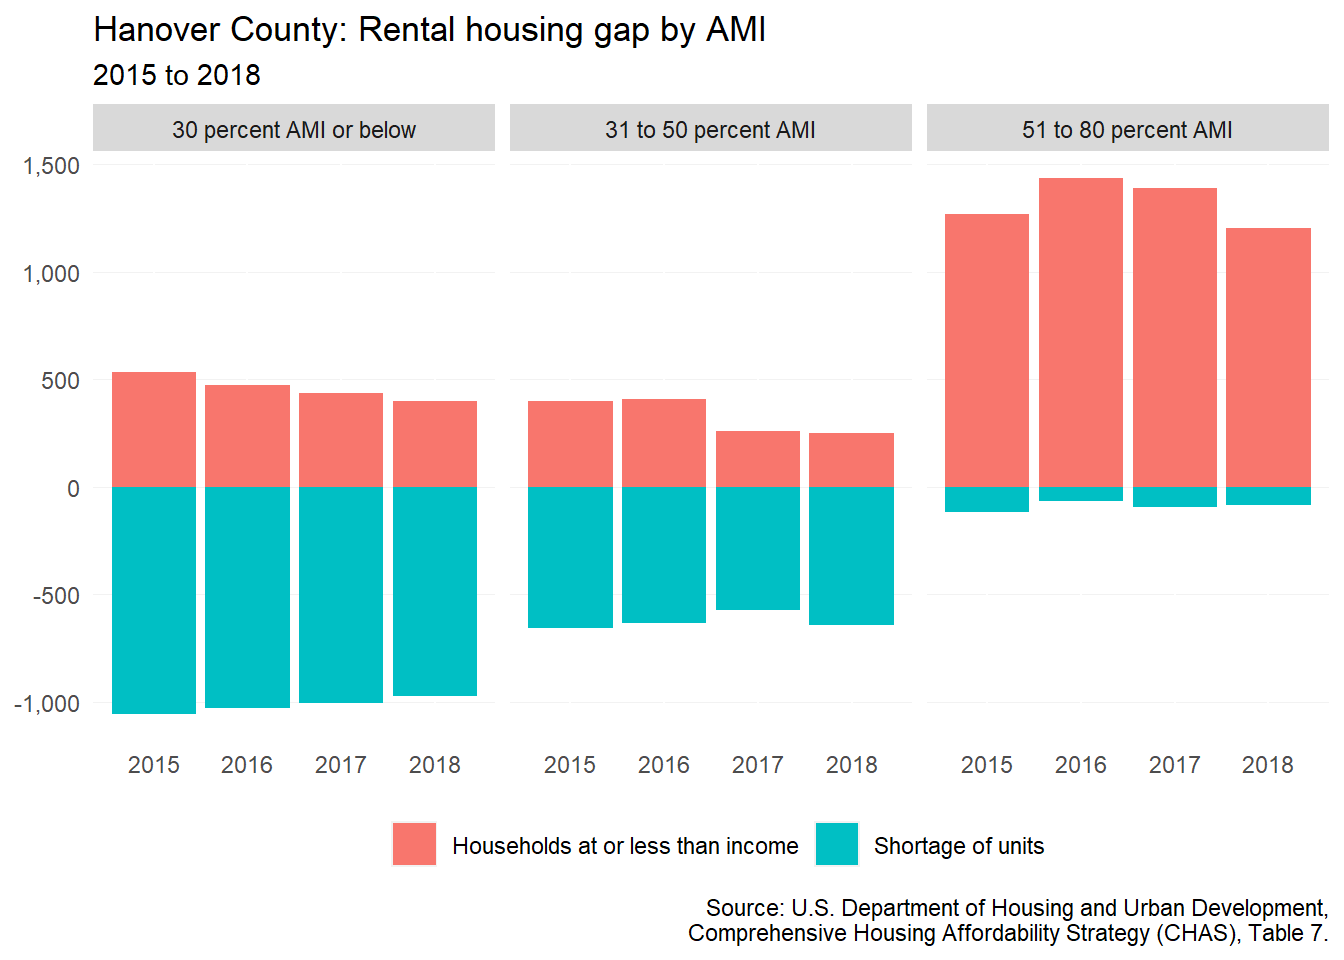 Hanover County: Rental housing gap by AMI
2015 to 2018
30 percent AMI or below
31 to 50 percent AMI
51 to 80 percent AMI
1,500
1,000
500
0
-500
-1,000
2015 2016 2017 2018
2015 2016 2017 2018
2015 2016 2017 2018
Households at or less than income
Shortage of units
Source: U.S. Department of Housing and Urban Development,
Comprehensive Housing Affordability Strategy (CHAS), Table 7.